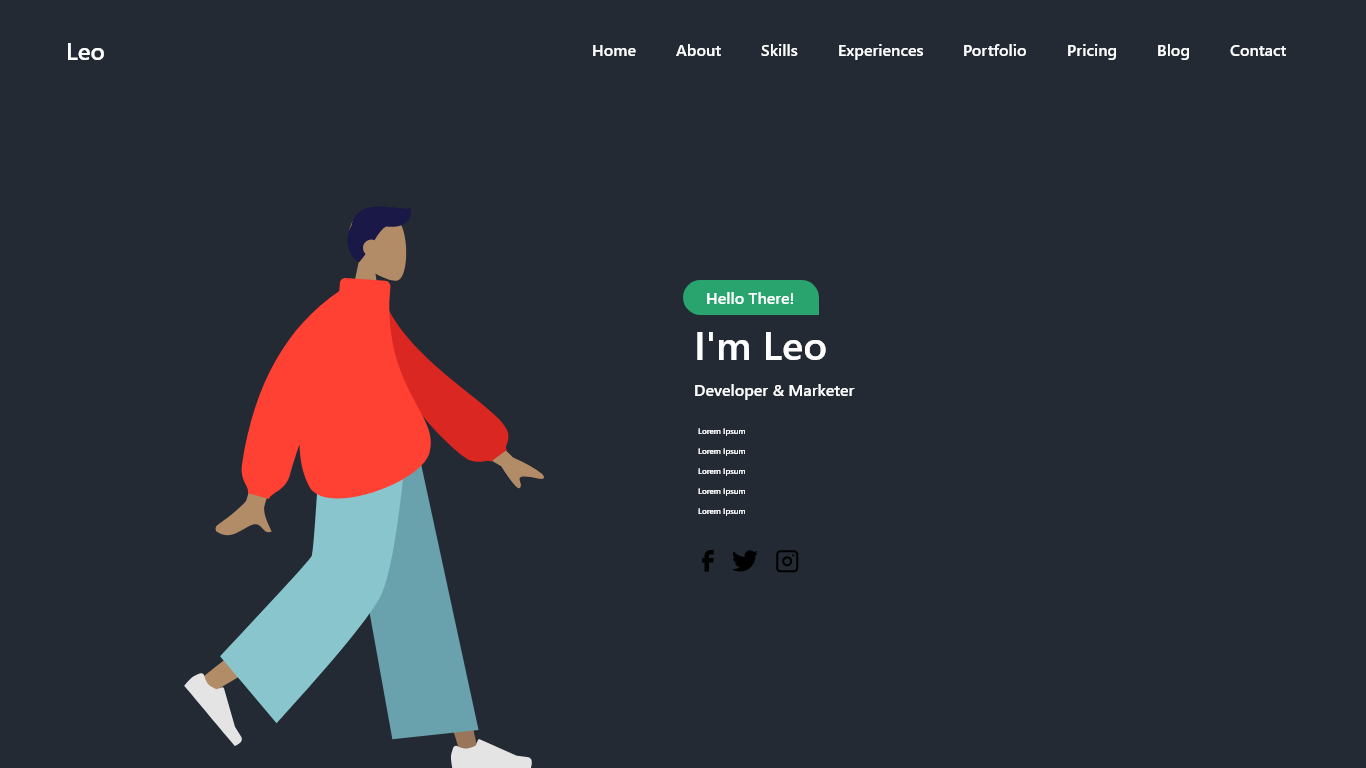 Leo
Home About Skills Experiences Portfolio Pricing Blog Contact
Hello There!
I'm Leo
Developer & Marketer
Lorem Ipsum
Lorem Ipsum
Lorem Ipsum
Lorem Ipsum
Lorem Ipsum